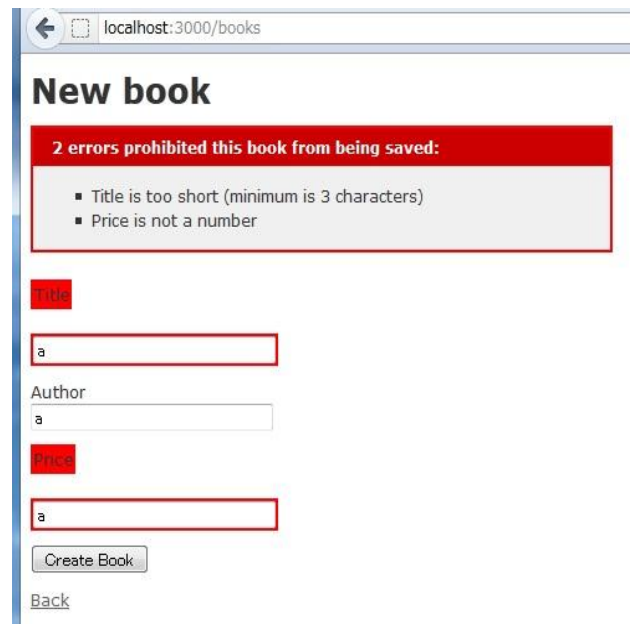 localhost:3000/books
New book
2 errors prohibited this book from being saved:
Title is too short (minimum is 3 characters)
Price is not a number
Title
a
Author
a
Price
a
Create Book
Back